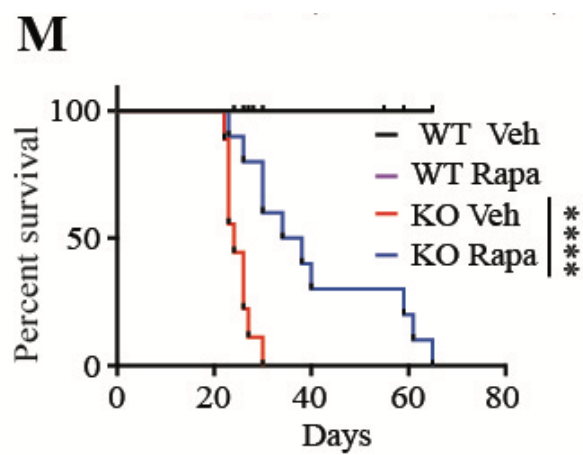 M
Percent survival
100
50
0
WT Veh
WT Rapa
KO Veh
KO Rapa
****
0 20 40 60 80
Days